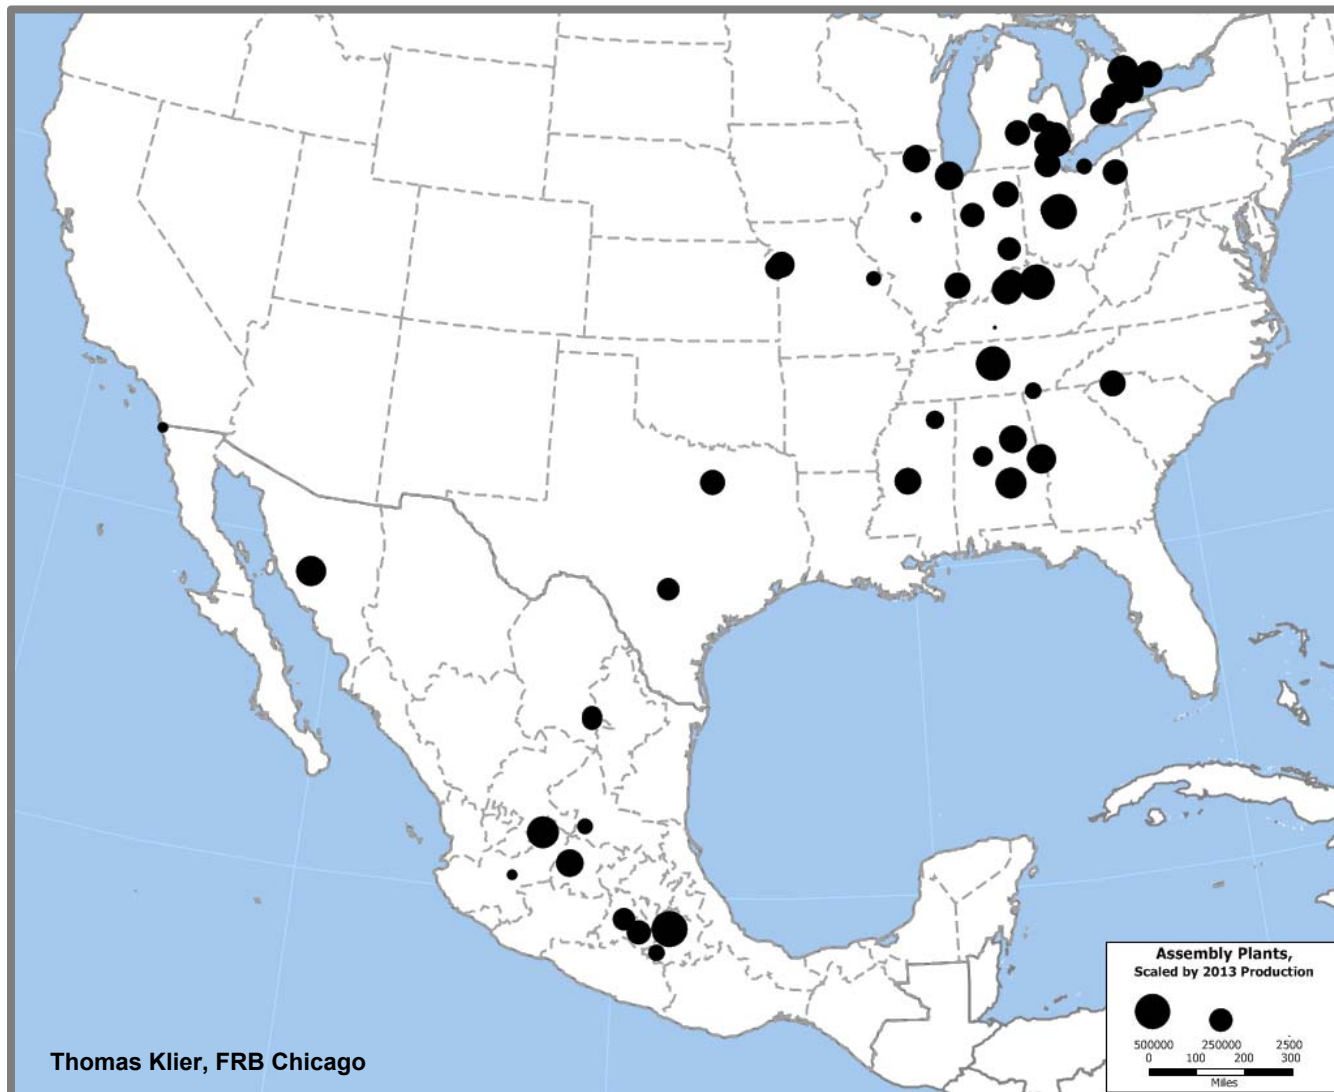 Assembly Plants,
Scaled by 2013 Production
500000 250000 2500
0 100 200 300
Miles
Thomas Klier, FRB Chicago